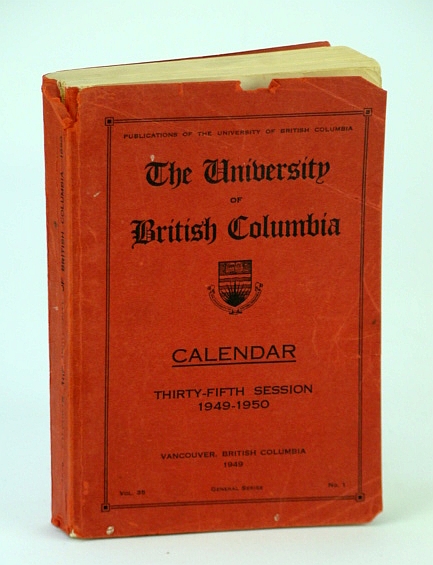 PUBLICATIONS OF THE UNIVERSITY OF BRITISH COLUMBIA
The University
OF
British Columbia
CALENDAR
THIRTY-FIFTH SESSION
1949-1950
VANCOUVER, BRITISH COLUMBIA
1949
VOL. 35 GENERAL SERIES NO. 1